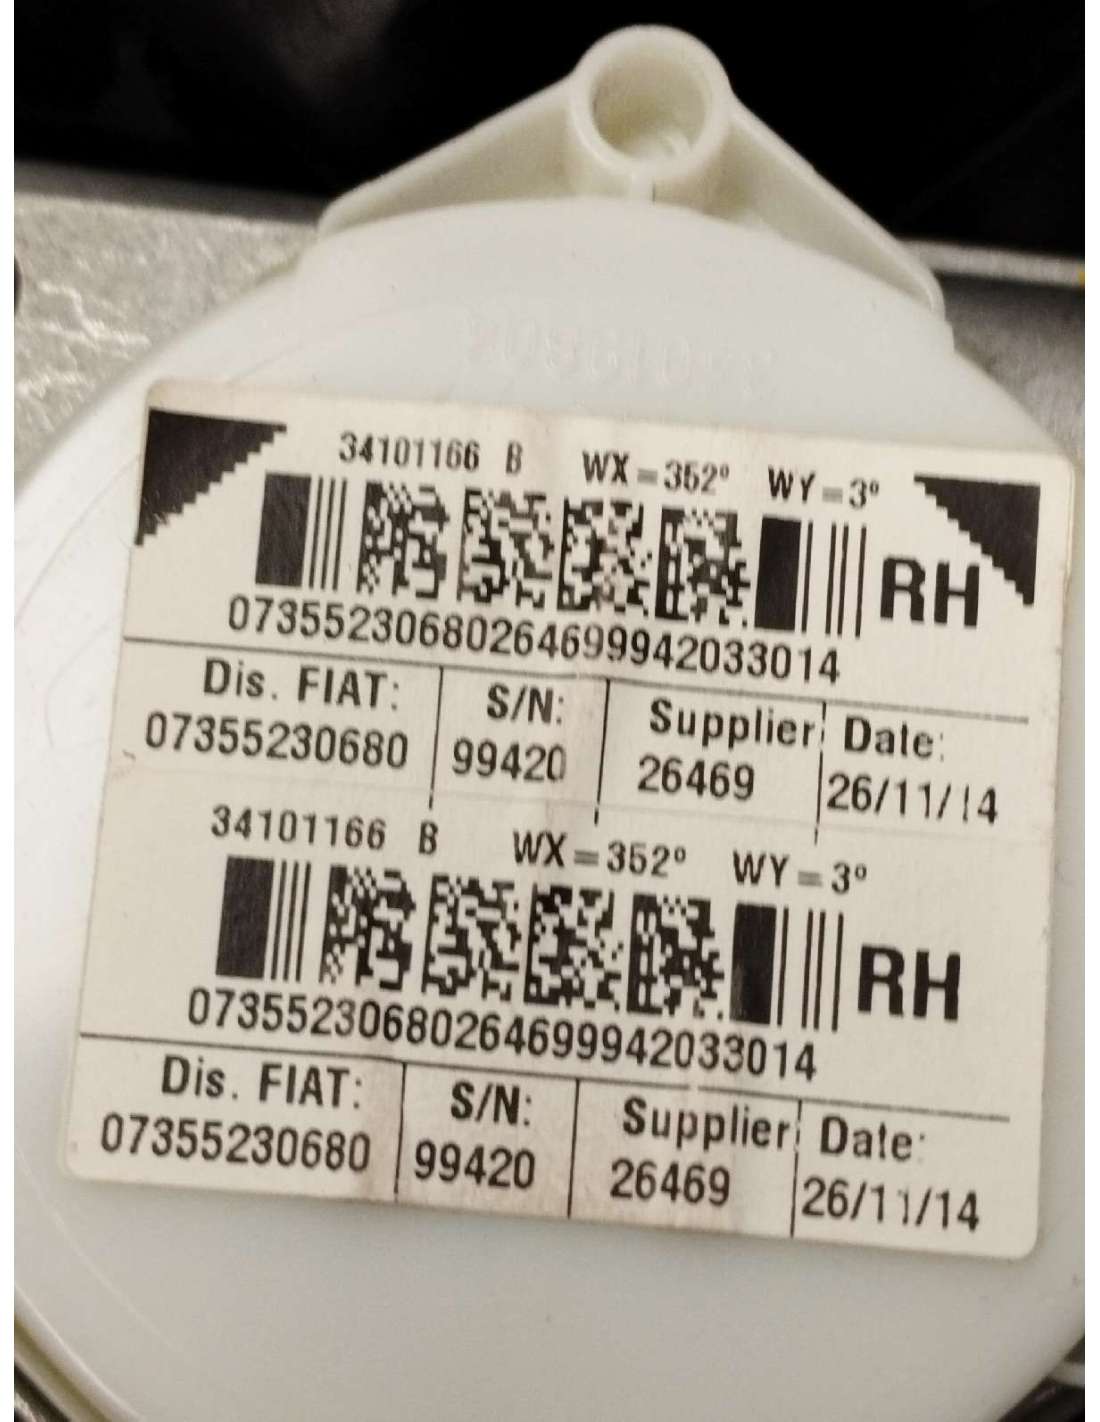 34101166 B WX=352° WY=3°
RH
07355230680264699942033014
Dis. FIAT: S/N: Supplier: Date:
07355230680 99420 26469 26/11/14
34101166 B WX=352° WY=3°
RH
07355230680264699942033014
Dis. FIAT: S/N: Supplier: Date:
07355230680 99420 26469 26/11/14